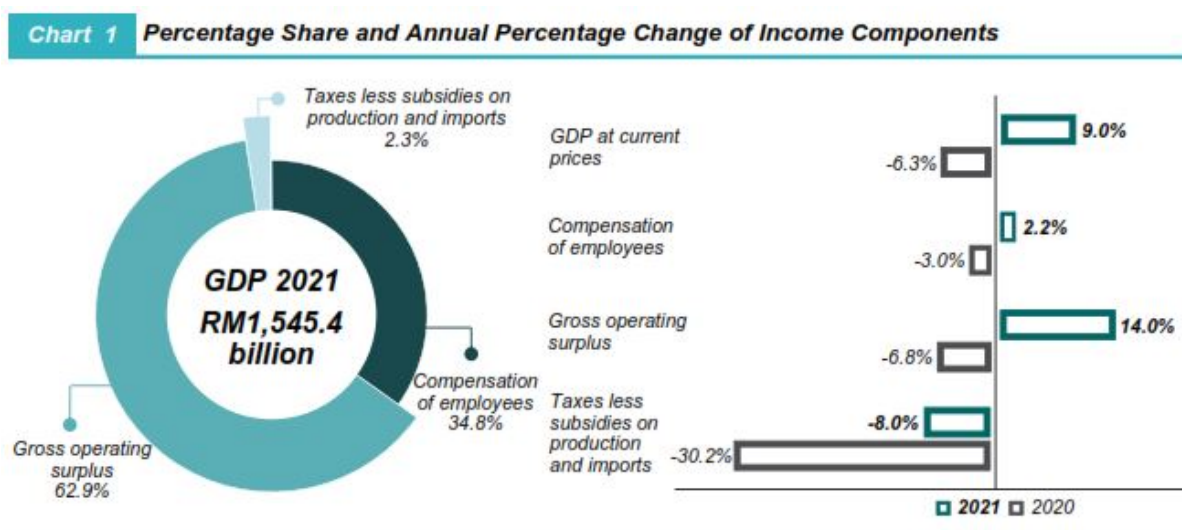 Chart 1 Percentage Share and Annual Percentage Change of Income Components
Taxes less subsidies on
production and imports
2.3%
GDP 2021
RM1,545.4
billion
Compensation
of employees
34.8%
Gross operating
surplus
62.9%
GDP at current
prices
9.0%
-6.3%
Compensation
of employees
2.2%
-3.0%
Gross operating
surplus
14.0%
-6.8%
Taxes less
subsidies on
production
and imports
-8.0%
-30.2%
2021 2020